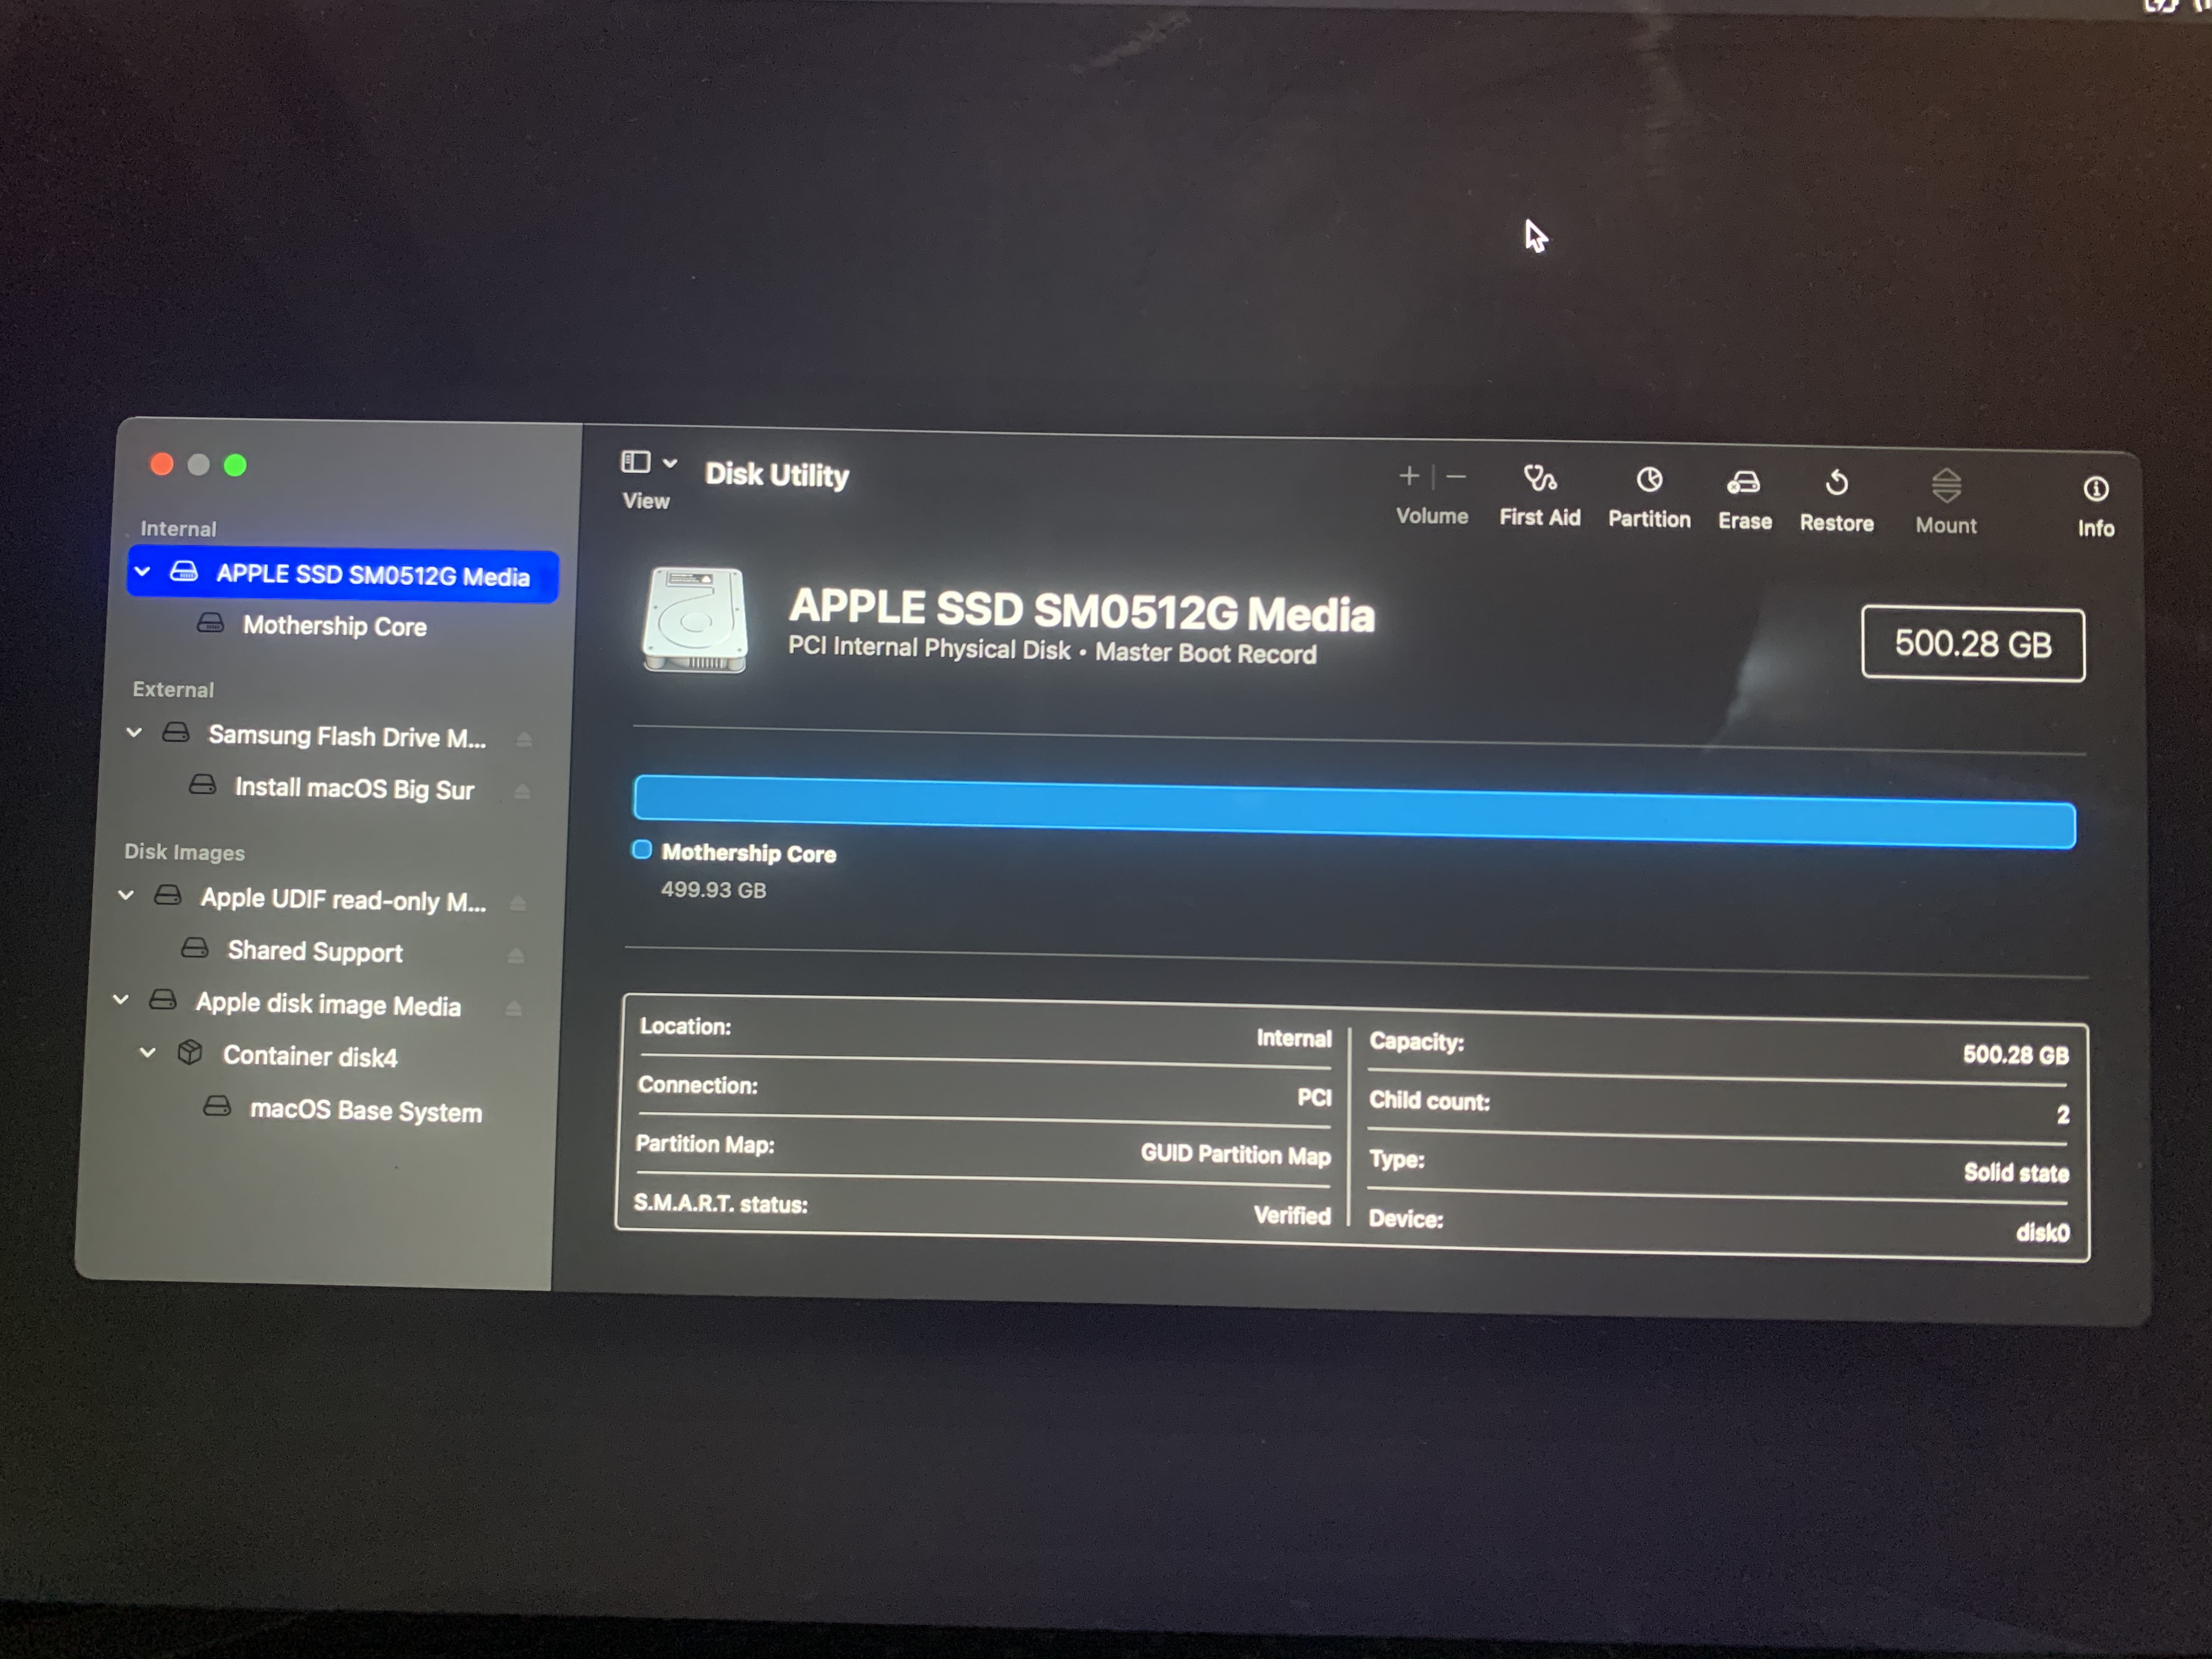 Disk Utility
View
Volume
First Aid
Partition
Erase
Restore
Mount
Info
Internal
APPLE SSD SM0512G Media
Mothership Core
External
Samsung Flash Drive M...
Install macOS Big Sur
Disk Images
Apple UDIF read-only M...
Shared Support
Apple disk image Media
Container disk4
macOS Base System
APPLE SSD SM0512G Media
PCI Internal Physical Disk • Master Boot Record
500.28 GB
Mothership Core
499.93 GB
Location: Internal
Connection: PCI
Partition Map: GUID Partition Map
S.M.A.R.T. status: Verified
Capacity: 500.28 GB
Child count: 2
Type: Solid state
Device: disk0